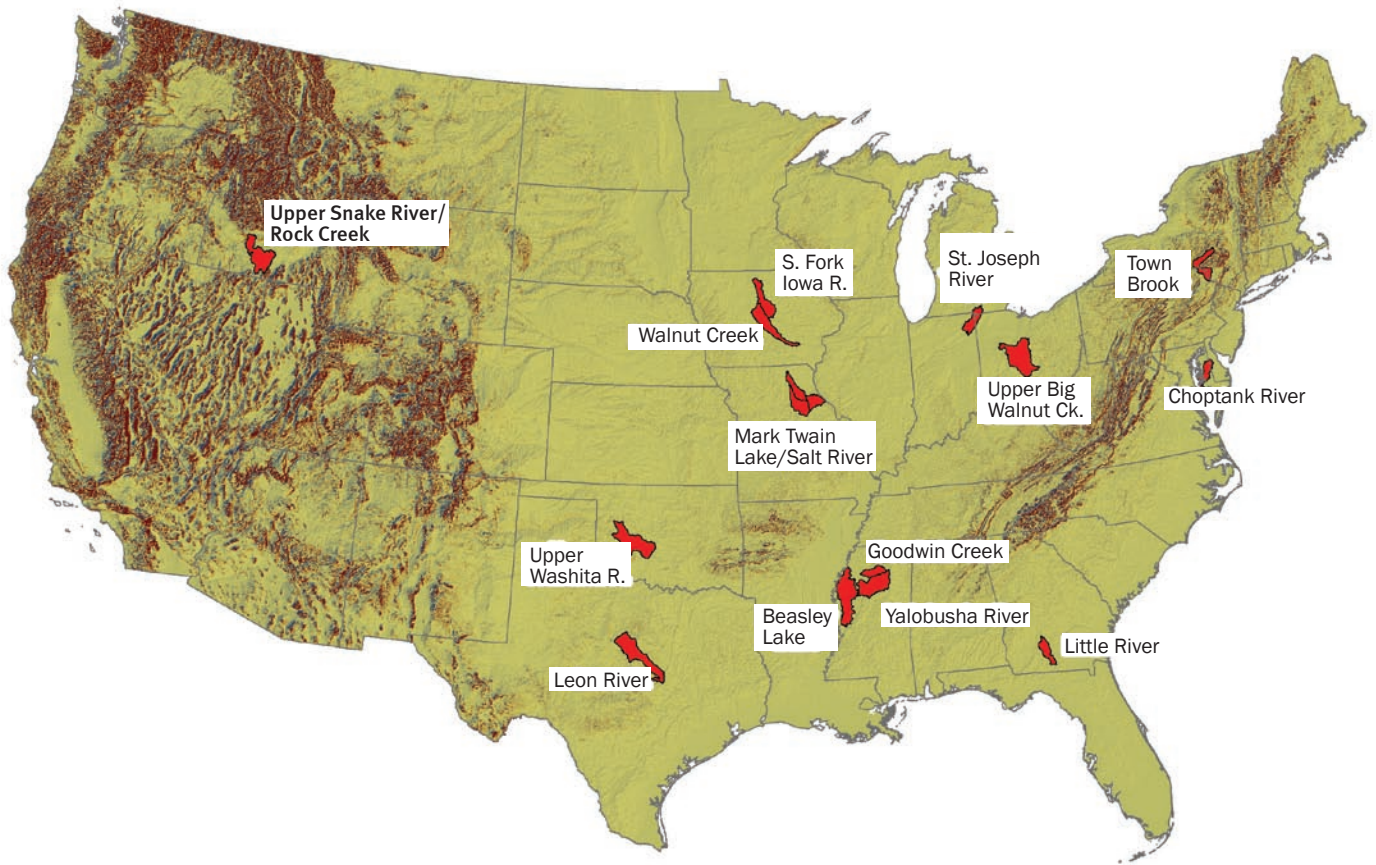 Upper Snake River/
Rock Creek
S. Fork
Iowa R.
St. Joseph
River
Town
Brook
Walnut Creek
Upper Big
Walnut Ck.
Choptank River
Mark Twain
Lake/Salt River
Upper
Washita R.
Goodwin Creek
Beasley
Lake
Yalobusha River
Little River
Leon River